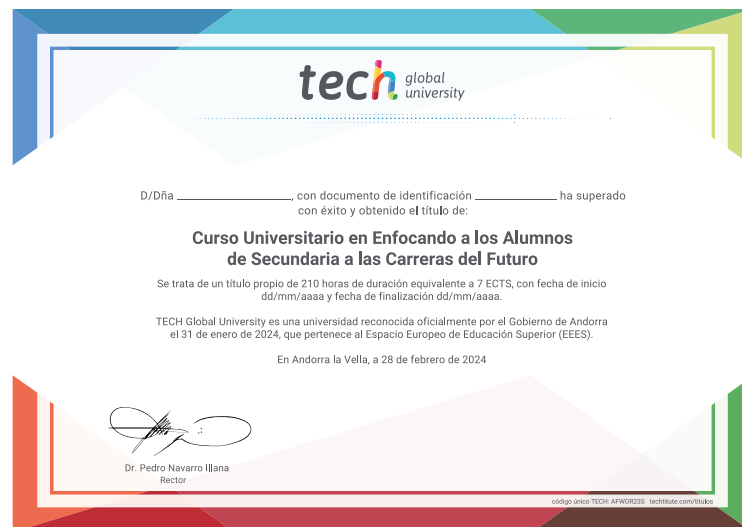 tech global university
D/Dña ____________________, con documento de identificación ______________ ha superado
con éxito y obtenido el título de:
Curso Universitario en Enfocando a los Alumnos
de Secundaria a las Carreras del Futuro
Se trata de un título propio de 210 horas de duración equivalente a 7 ECTS, con fecha de inicio
dd/mm/aaaa y fecha de finalización dd/mm/aaaa.
TECH Global University es una universidad reconocida oficialmente por el Gobierno de Andorra
el 31 de enero de 2024, que pertenece al Espacio Europeo de Educación Superior (EEES).
En Andorra la Vella, a 28 de febrero de 2024
Dr. Pedro Navarro Illana
Rector
código único TECH: AFWOR23S techtitute.com/titulos